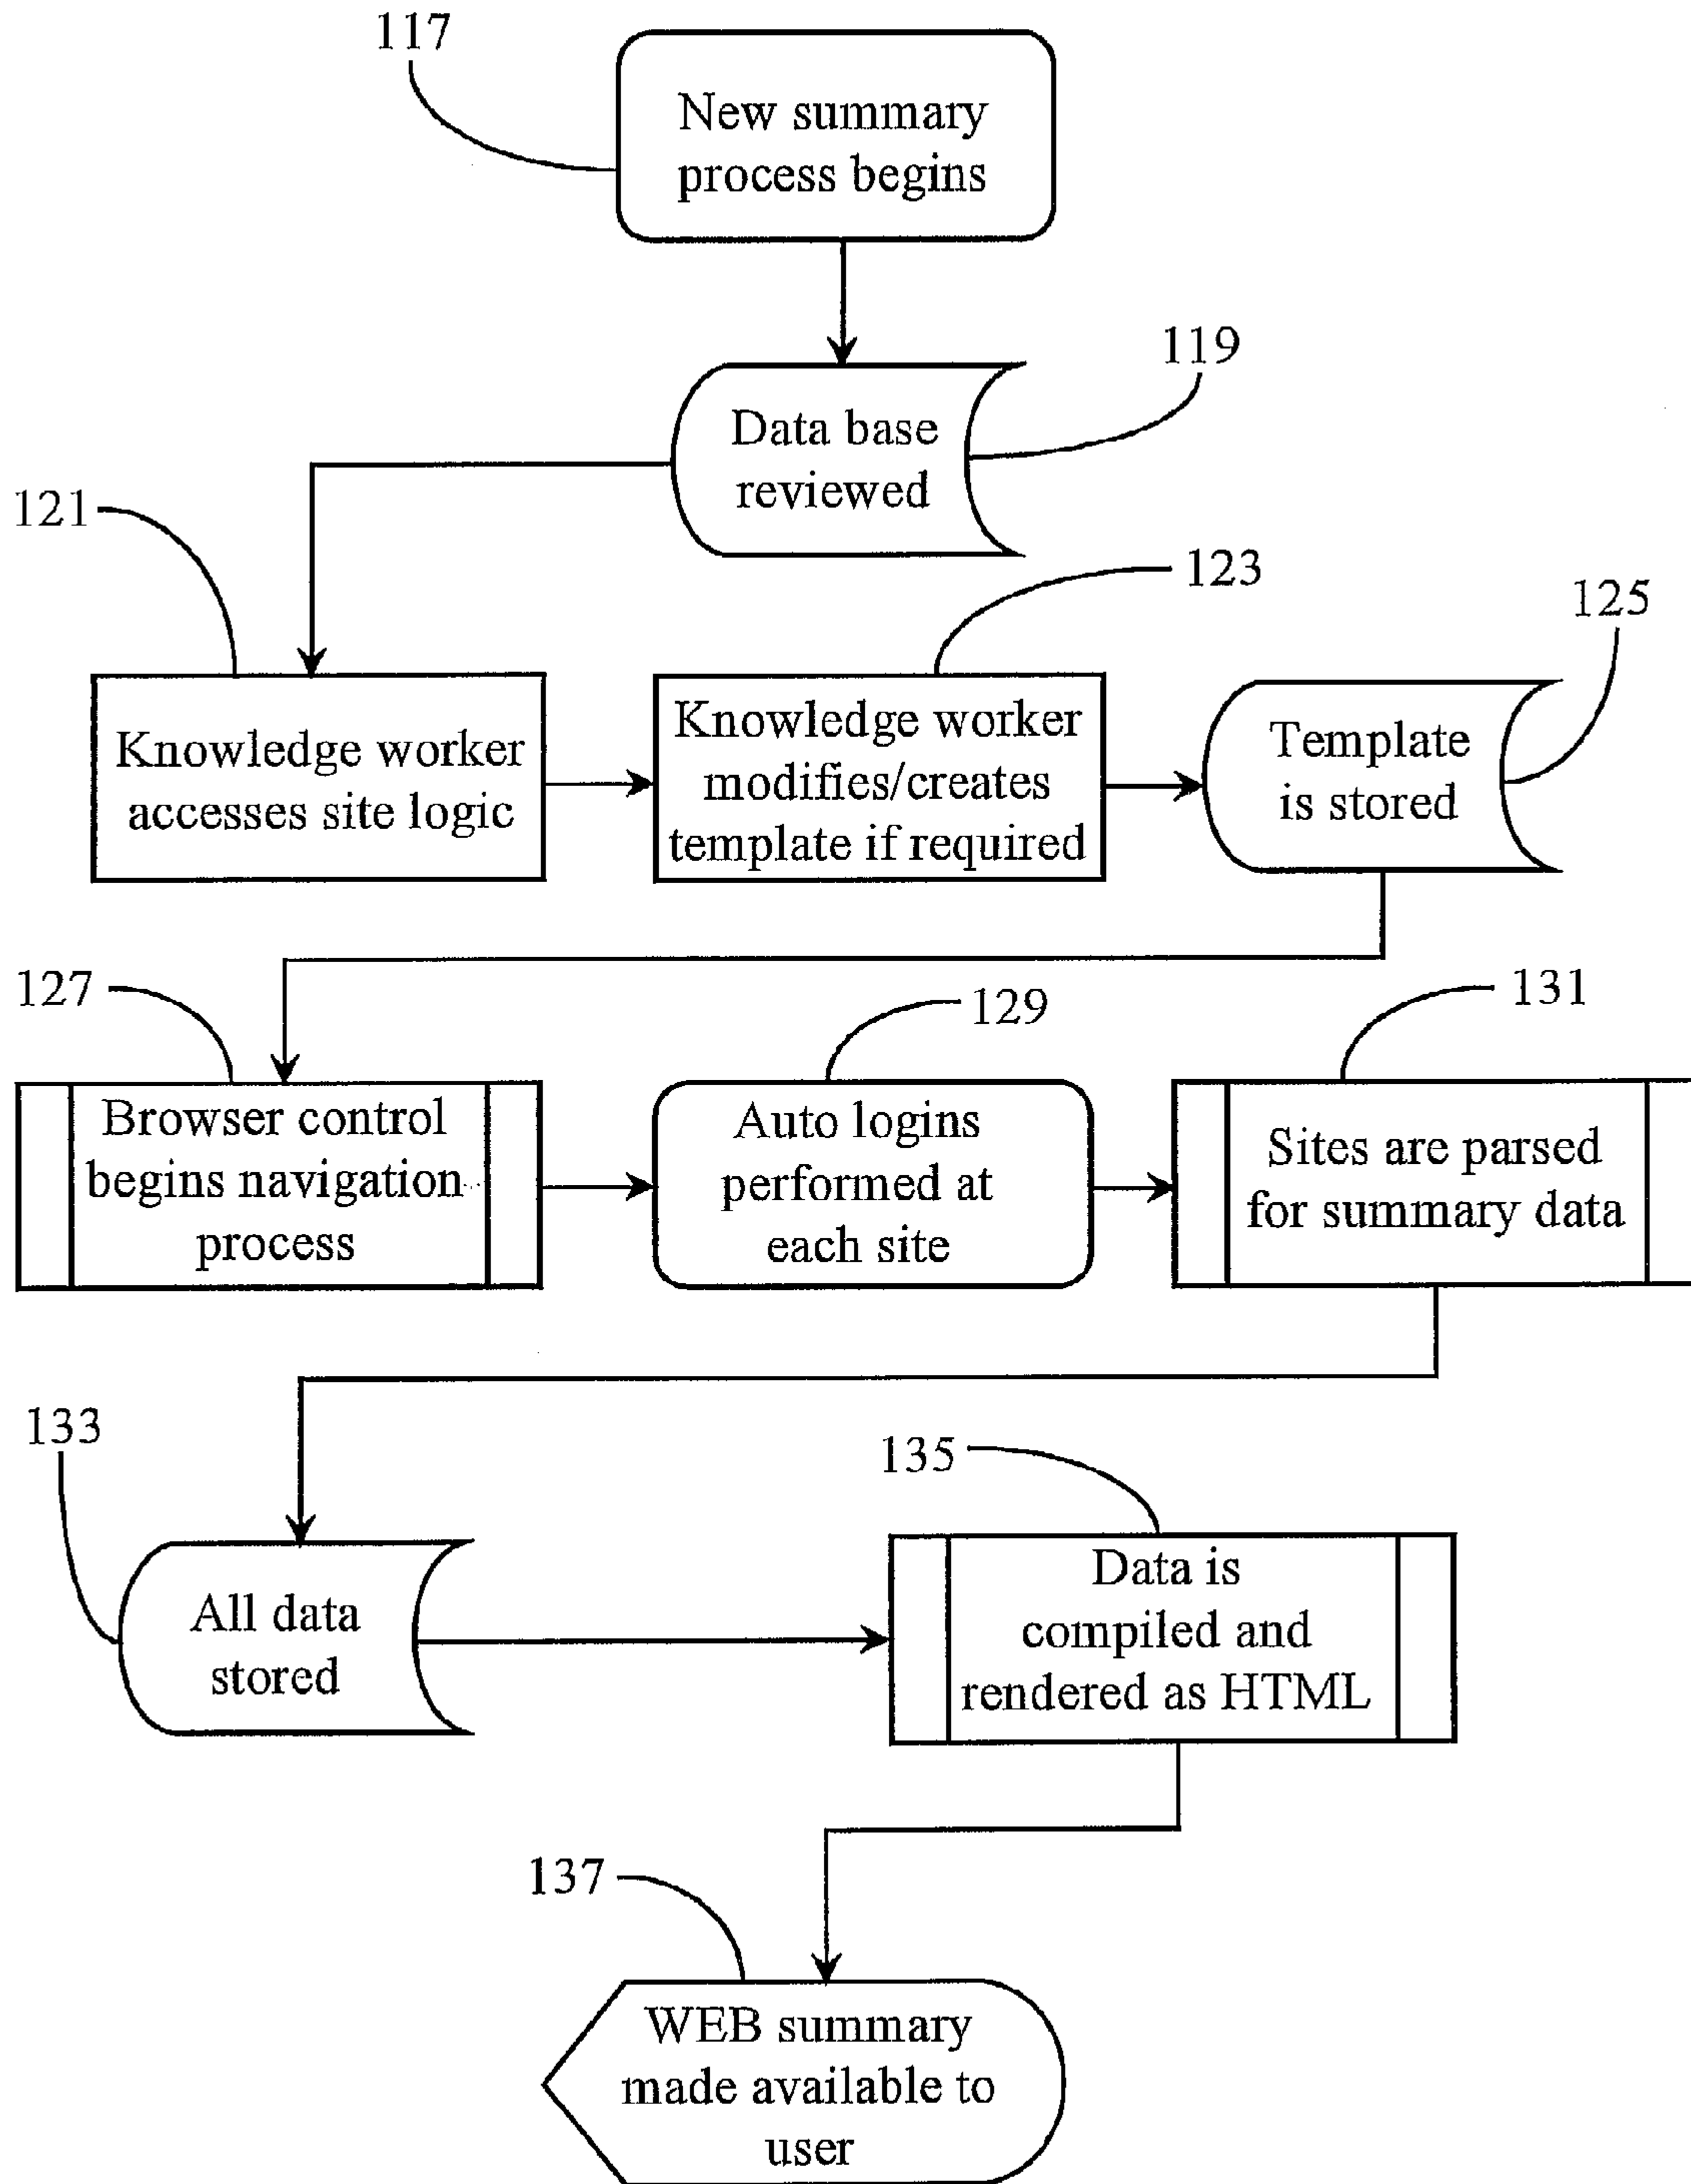 117
New summary
process begins
119
Data base
reviewed
121
123
125
Knowledge worker
accesses site logic
Knowledge worker
modifies/creates
template if required
Template
is stored
127
129
131
Browser control
begins navigation
process
Auto logins
performed at
each site
Sites are parsed
for summary data
133
135
All data
stored
Data is
compiled and
rendered as HTML
137
WEB summary
made available to
user